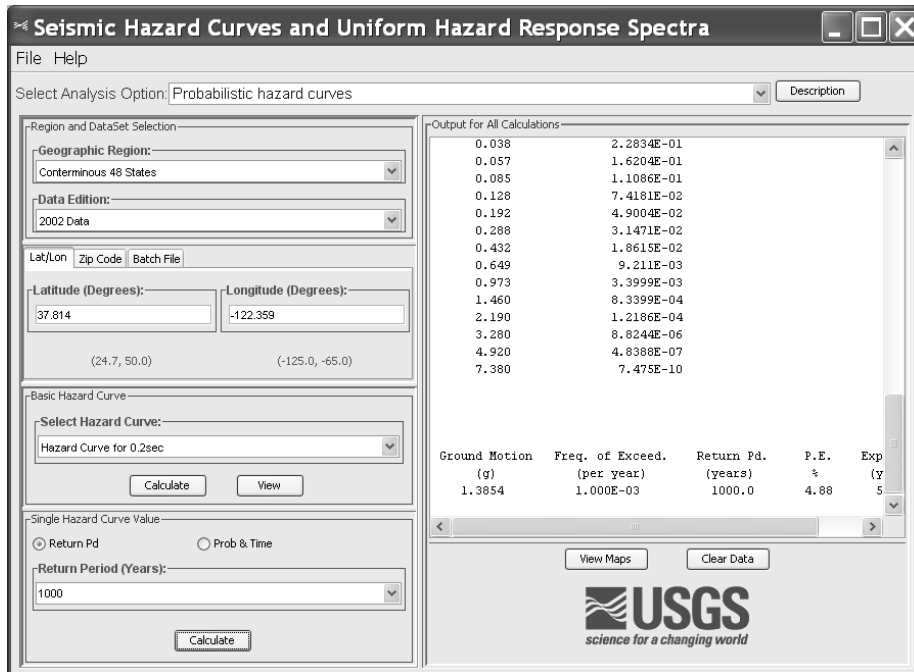 Seismic Hazard Curves and Uniform Hazard Response Spectra
File Help
Select Analysis Option: Probabilistic hazard curves Description
Region and DataSet Selection
Geographic Region:
Conterminous 48 States
Data Edition:
2002 Data
Lat/Lon Zip Code Batch File
Latitude (Degrees): Longitude (Degrees):
37.814 -122.359
(24.7, 50.0) (-125.0, -65.0)
Basic Hazard Curve
Select Hazard Curve:
Hazard Curve for 0.2sec
Calculate View
Single Hazard Curve Value
Return Pd Prob & Time
Return Period (Years):
1000
Calculate
Output for All Calculations
0.038 2.2834E-01
0.057 1.6204E-01
0.085 1.1086E-01
0.128 7.4181E-02
0.192 4.9004E-02
0.288 3.1471E-02
0.432 1.8615E-02
0.649 9.211E-03
0.973 3.3999E-03
1.460 8.3399E-04
2.190 1.2186E-04
3.280 8.8244E-06
4.920 4.8388E-07
7.380 7.475E-10
Ground Motion Freq. of Exceed. Return Pd. P.E. Exp
(g) (per year) (years) % (y
1.3854 1.000E-03 1000.0 4.88 5
View Maps Clear Data
USGS
science for a changing world